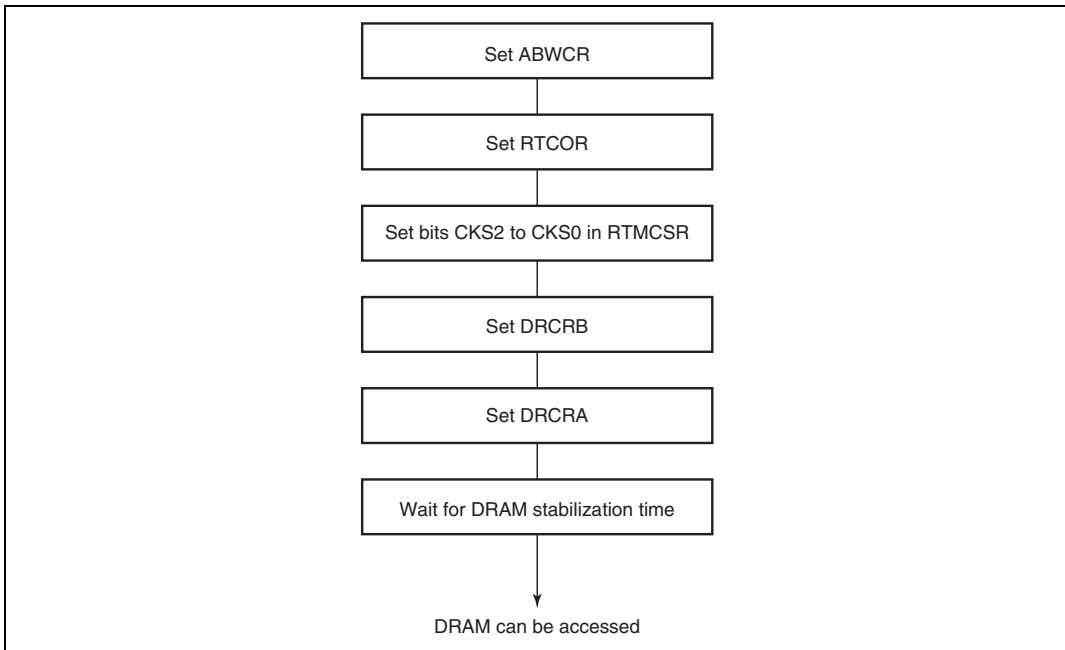 Set ABWCR
Set RTCOR
Set bits CKS2 to CKS0 in RTMCSR
Set DRCRB
Set DRCRA
Wait for DRAM stabilization time
DRAM can be accessed